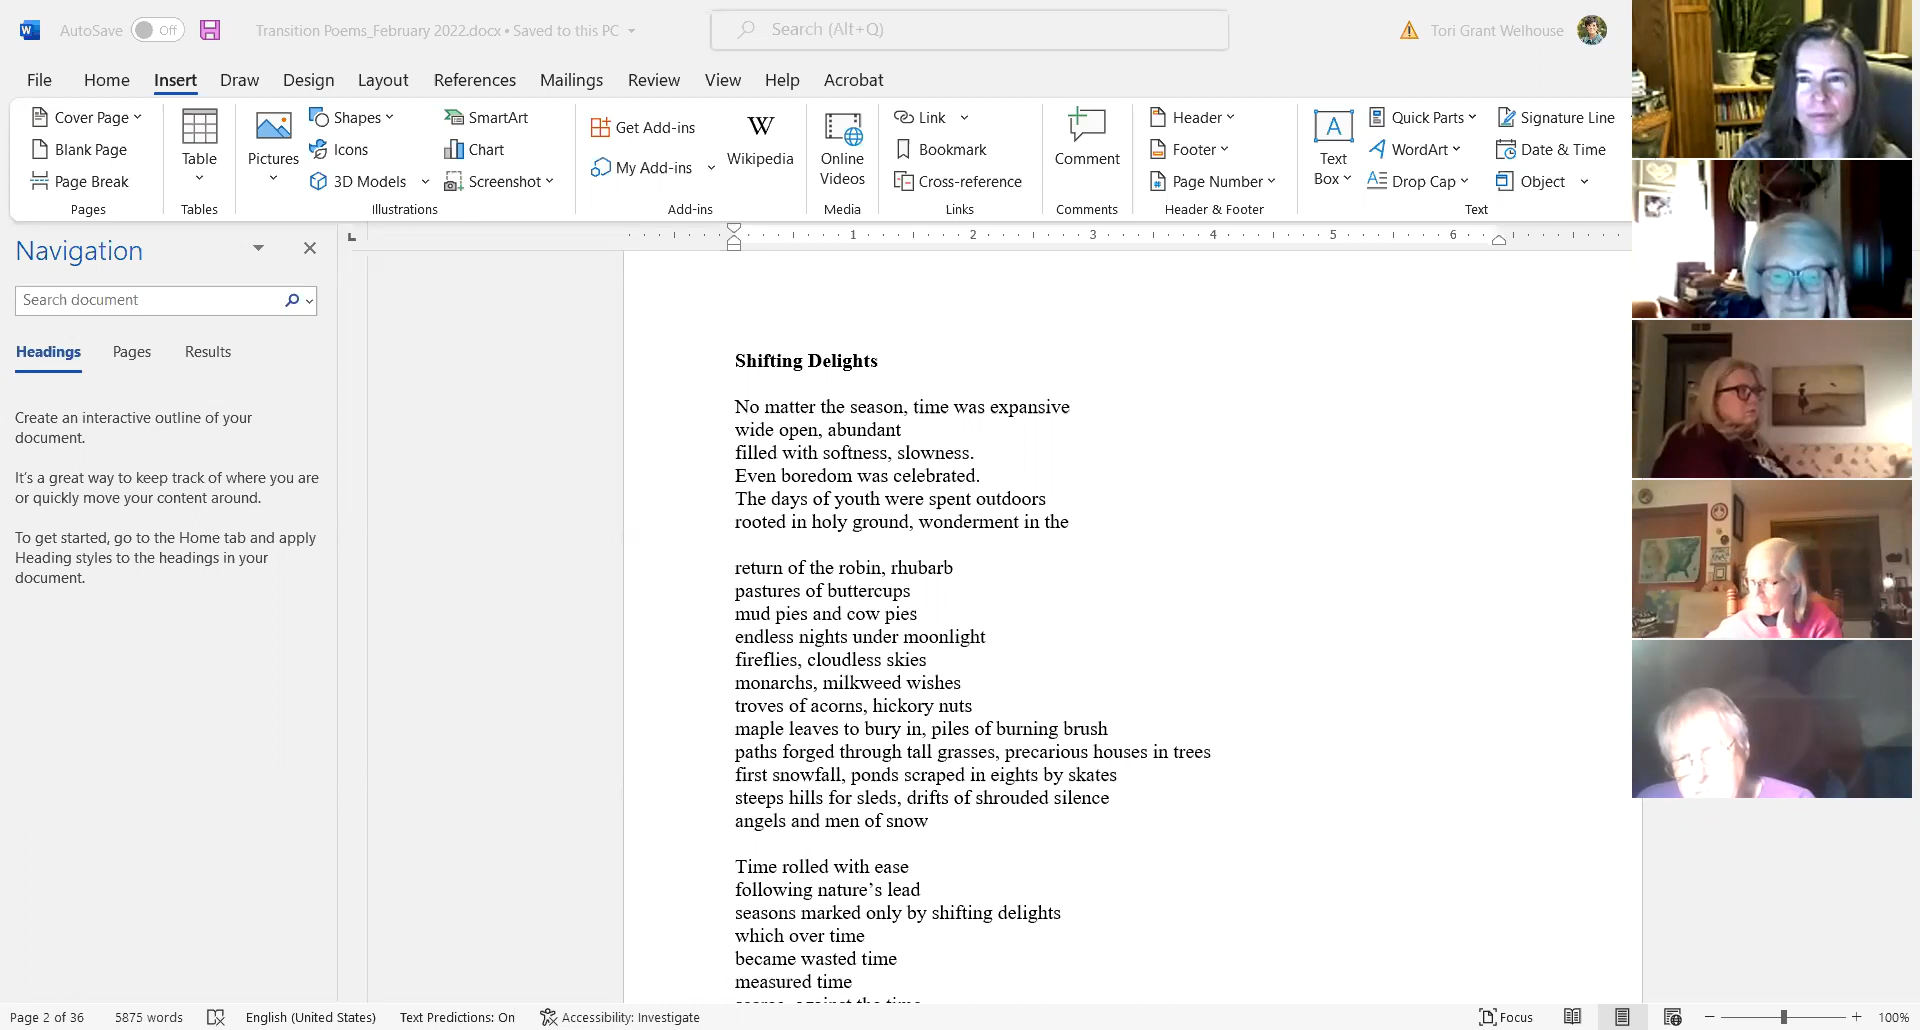 AutoSave Off Transition Poems_February 2022.docx • Saved to this PC Search (Alt+Q) Tori Grant Welhouse
File Home Insert Draw Design Layout References Mailings Review View Help Acrobat
Cover Page
Blank Page
Page Break
Pages
Table
Tables
Pictures
Shapes
Icons
3D Models
SmartArt
Chart
Screenshot
Illustrations
Get Add-ins
My Add-ins
W
Wikipedia
Add-ins
Online
Videos
Media
Link
Bookmark
Cross-reference
Links
Comment
Comments
Header
Footer
Page Number
Header & Footer
A
Text
Box
Quick Parts
WordArt
Drop Cap
Signature Line
Date & Time
Object
Text
Navigation
Search document
Headings Pages Results
Create an interactive outline of your
document.
It's a great way to keep track of where you are
or quickly move your content around.
To get started, go to the Home tab and apply
Heading styles to the headings in your
document.
1 2 3 4 5 6
Shifting Delights
No matter the season, time was expansive
wide open, abundant
filled with softness, slowness.
Even boredom was celebrated.
The days of youth were spent outdoors
rooted in holy ground, wonderment in the
return of the robin, rhubarb
pastures of buttercups
mud pies and cow pies
endless nights under moonlight
fireflies, cloudless skies
monarchs, milkweed wishes
troves of acorns, hickory nuts
maple leaves to bury in, piles of burning brush
paths forged through tall grasses, precarious houses in trees
first snowfall, ponds scraped in eights by skates
steeps hills for sleds, drifts of shrouded silence
angels and men of snow
Time rolled with ease
following nature’s lead
seasons marked only by shifting delights
which over time
became wasted time
measured time
Page 2 of 36 5875 words English (United States) Text Predictions: On Accessibility: Investigate Focus 100%